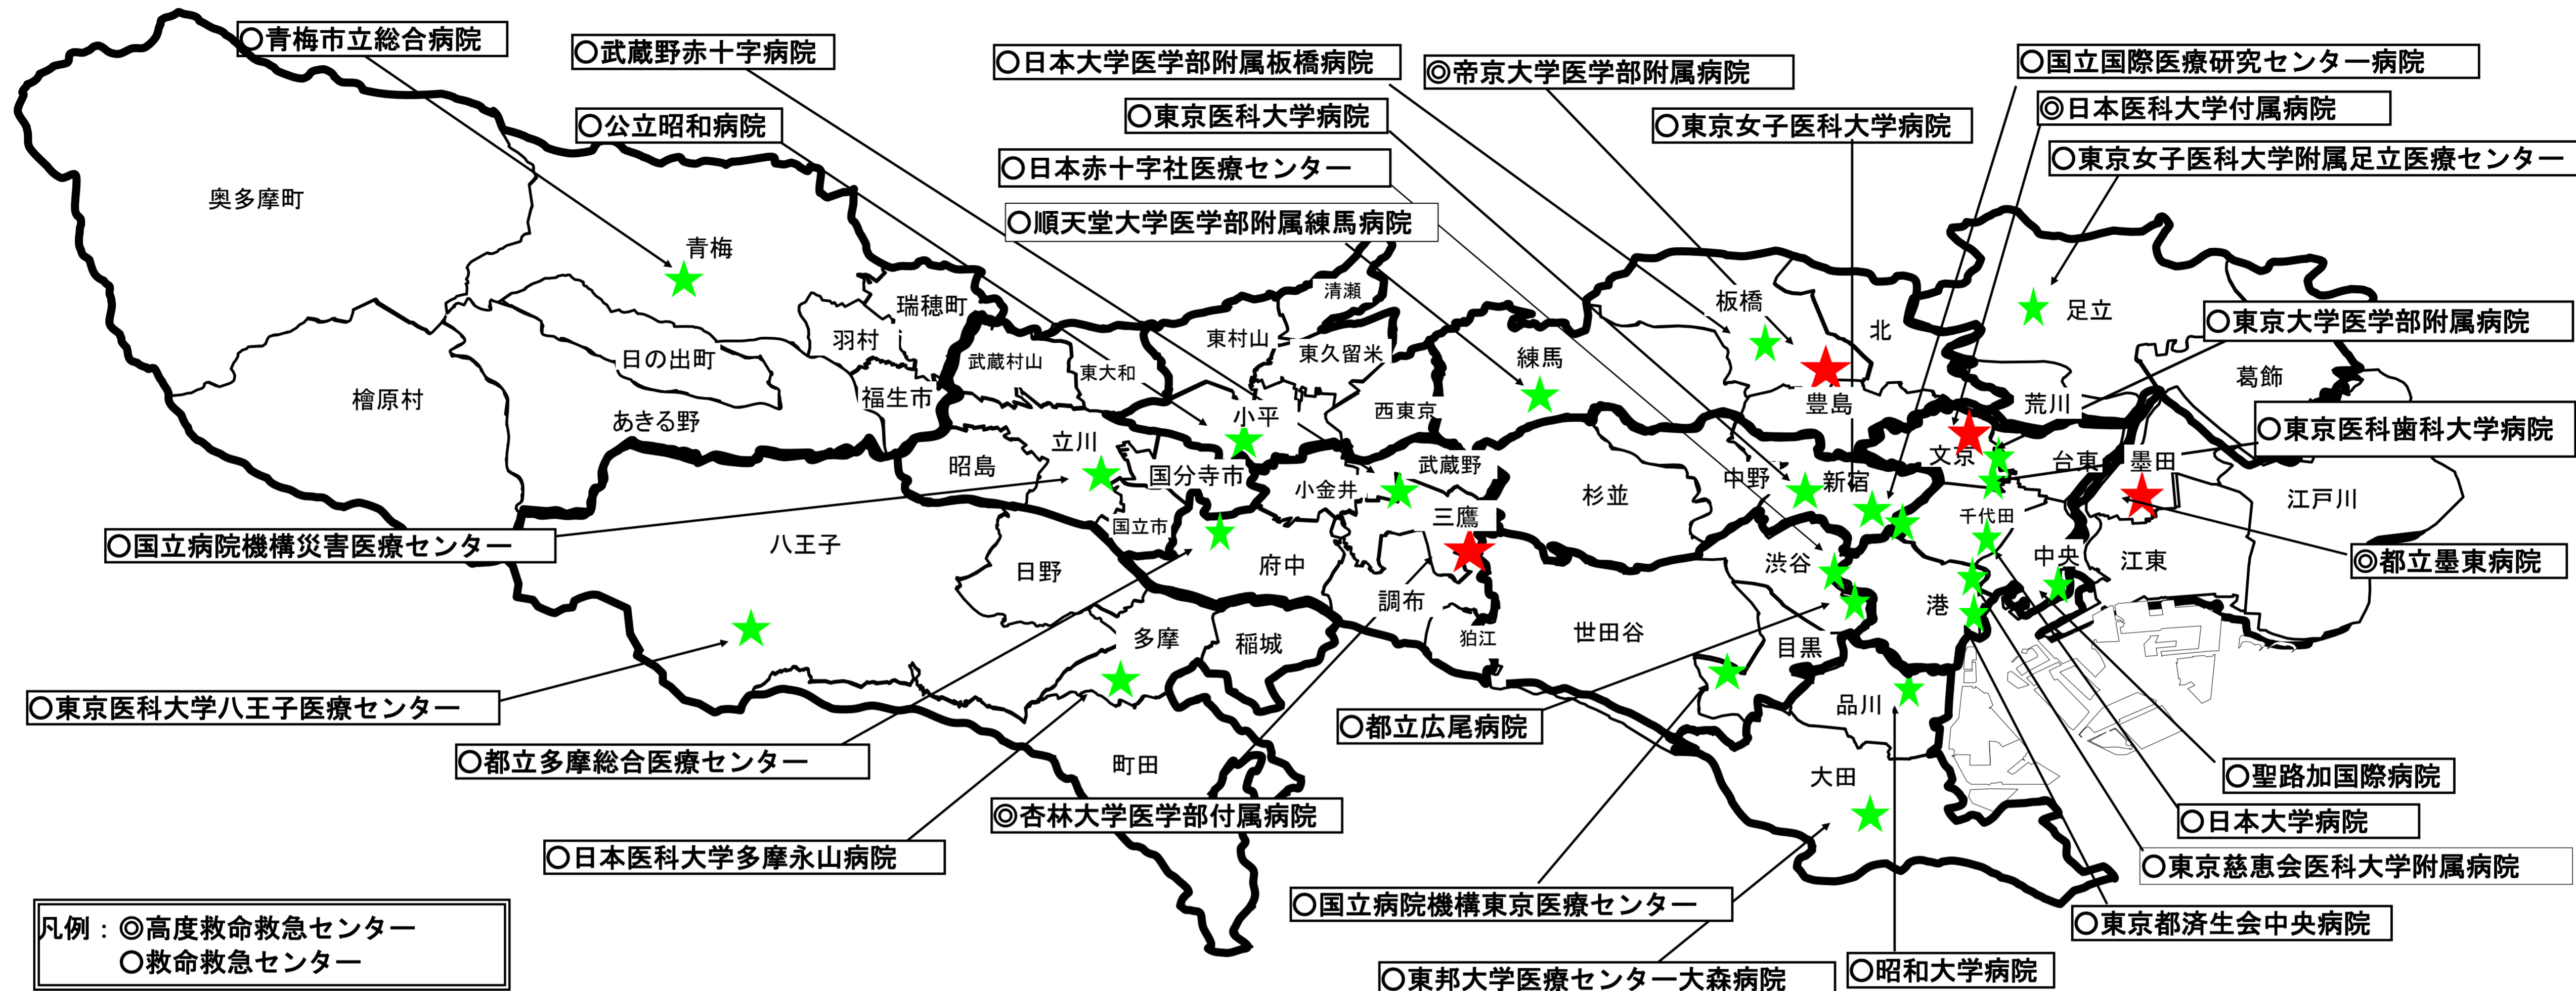 ○青梅市立総合病院
○武蔵野赤十字病院
○日本大学医学部附属板橋病院
◎帝京大学医学部附属病院
○国立国際医療研究センター病院
○公立昭和病院
○東京医科大学病院
○東京女子医科大学病院
◎日本医科大学付属病院
○日本赤十字社医療センター
○東京女子医科大学附属足立医療センター
○順天堂大学医学部附属練馬病院
奥多摩町
青梅
瑞穂町
羽村
清瀬
板橋
北
足立
○東京大学医学部附属病院
日の出町
武蔵村山
東大和
東村山
東久留米
練馬
葛飾
檜原村
あきる野
福生市
小平
西東京
豊島
荒川
○東京医科歯科大学病院
立川
昭島
国分寺市
小金井
武蔵野
杉並
中野
新宿
文京
台東
墨田
江戸川
三鷹
国立市
千代田
○国立病院機構災害医療センター
八王子
日野
府中
渋谷
中央
江東
◎都立墨東病院
調布
港
多摩
稲城
狛江
世田谷
目黒
○東京医科大学八王子医療センター
品川
○都立広尾病院
○都立多摩総合医療センター
町田
大田
○聖路加国際病院
◎杏林大学医学部付属病院
○日本大学病院
○日本医科大学多摩永山病院
○東京慈恵会医科大学附属病院
○国立病院機構東京医療センター
○東京都済生会中央病院
凡例：◎高度救命救急センター
○救命救急センター
○東邦大学医療センター大森病院
○昭和大学病院